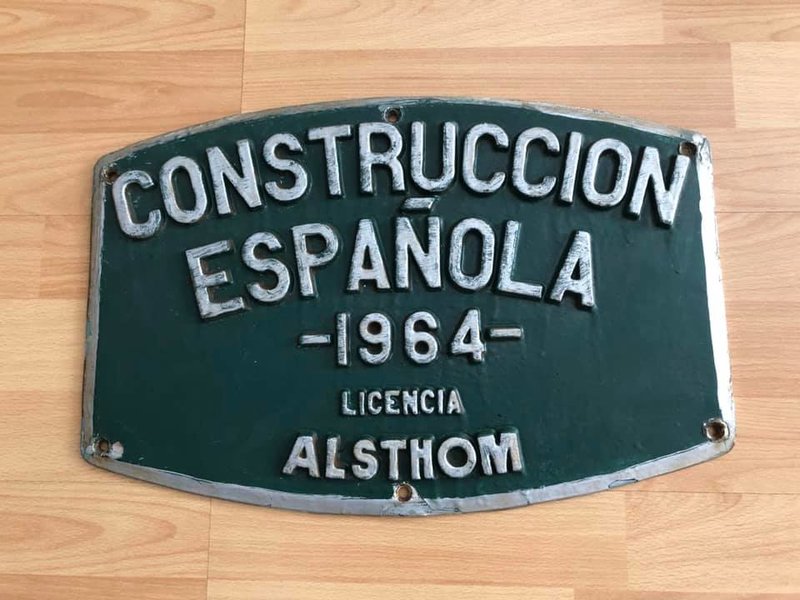 CONSTRUCCION
ESPAÑOLA
-1964-
LICENCIA
ALSTHOM